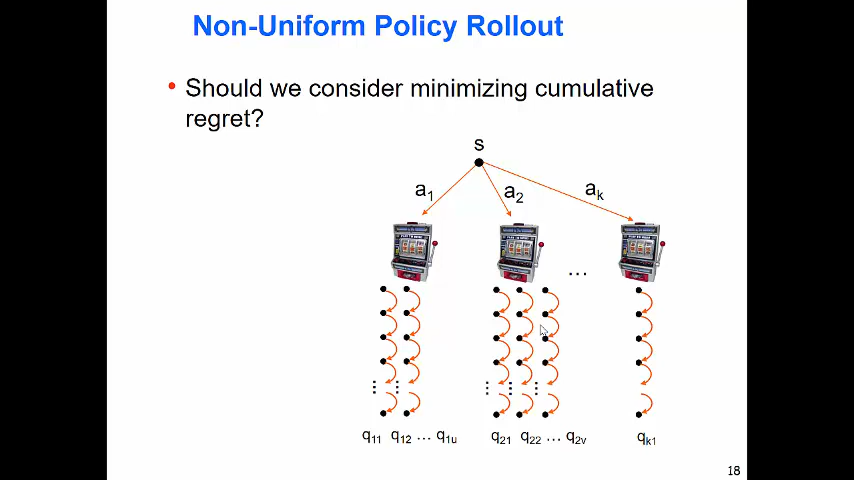 Non-Uniform Policy Rollout
• Should we consider minimizing cumulative
regret?
s
a1 a2 ak
...
q11 q12 ... q1u q21 q22 ... q2v qk1
18